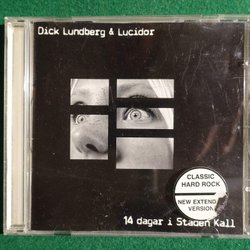 Dick Lundberg & Lucidor
CLASSIC
HARD ROCK
NEW EXTEND
VERSION
14 dagar i Staden Kall